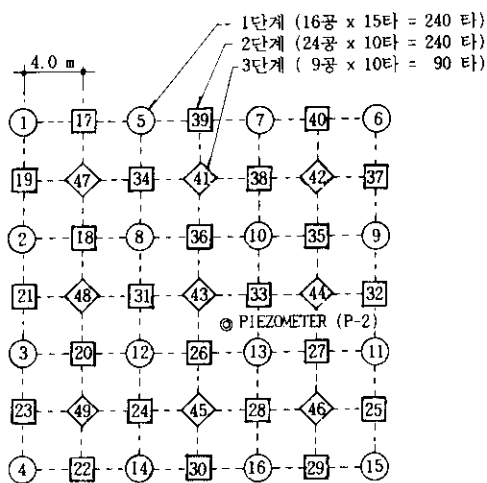 1단계 (16공 x 15타 = 240 타)
2단계 (24공 x 10타 = 240 타)
3단계 ( 9공 x 10타 = 90 타)
4.0 m
1 17 5 39 7 40 6
19 47 34 41 38 42 37
2 18 8 36 10 35 9
21 48 31 43 33 44 32
PIEZOMETER (P-2)
3 20 12 26 13 27 11
23 49 24 45 28 46 25
4 22 14 30 16 29 15